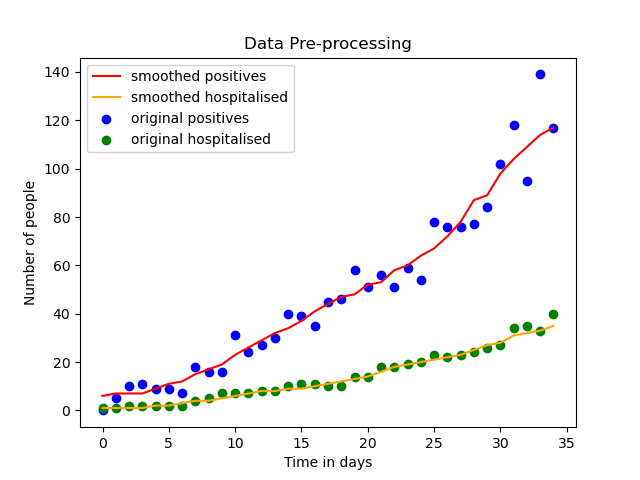 Data Pre-processing
smoothed positives
smoothed hospitalised
original positives
original hospitalised
Number of people
140
120
100
80
60
40
20
0
0 5 10 15 20 25 30 35
Time in days